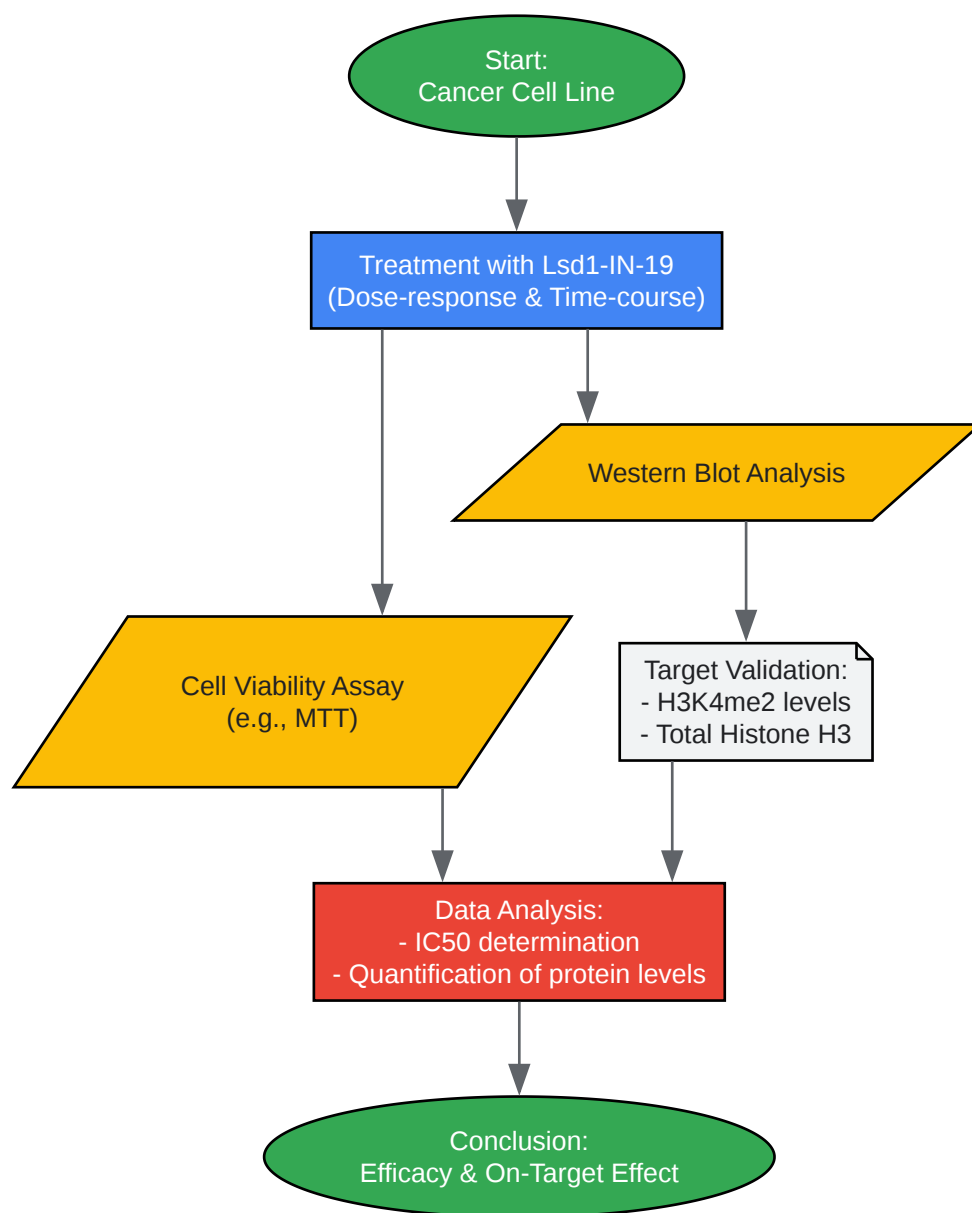 Start:
Cancer Cell Line
Treatment with Lsd1-IN-19
(Dose-response & Time-course)
Western Blot Analysis
Cell Viability Assay
(e.g., MTT)
Target Validation:
- H3K4me2 levels
- Total Histone H3
Data Analysis:
- IC50 determination
- Quantification of protein levels
Conclusion:
Efficacy & On-Target Effect